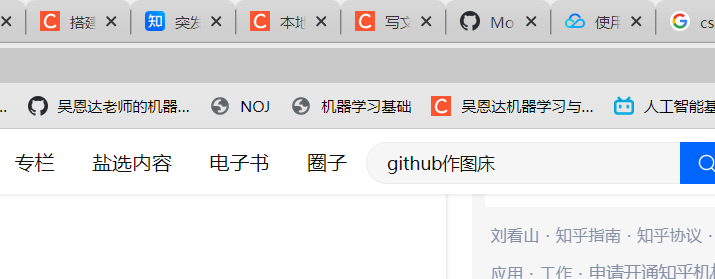 搭建 突发 本地 写文 Mo 使用 cs
... 吴恩达老师的机器... NOJ 机器学习基础 吴恩达机器学习与... 人工智能基
专栏 盐选内容 电子书 圈子 github作图床
刘看山 · 知乎指南 · 知乎协议 ·
应用 · 工作 · 申请开通知乎机构